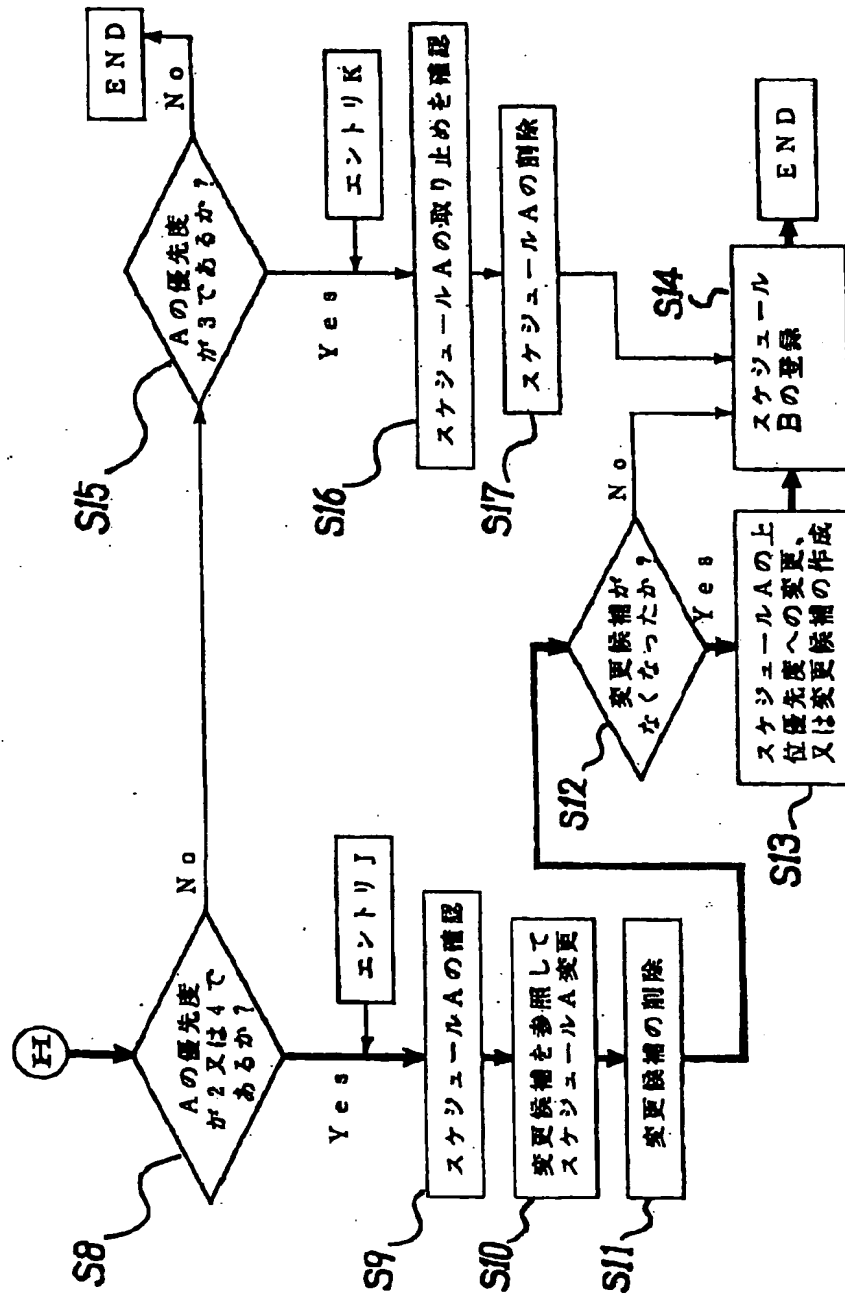 H
S8
Aの優先度
が2又は4で
あるか?
No
Yes
エントリJ
S9
スケジュールAの確認
S10
変更候補を参照して
スケジュールA変更
S11
変更候補の削除
S12
変更候補が
なくなったか?
No
Yes
S13
スケジュールAの上
位優先度への変更、
又は変更候補の作成
S14
スケジュール
Bの登録
END
S15
Aの優先度
が3であるか?
No
END
Yes
エントリK
S16
スケジュールAの取り止めを確認
S17
スケジュールAの削除